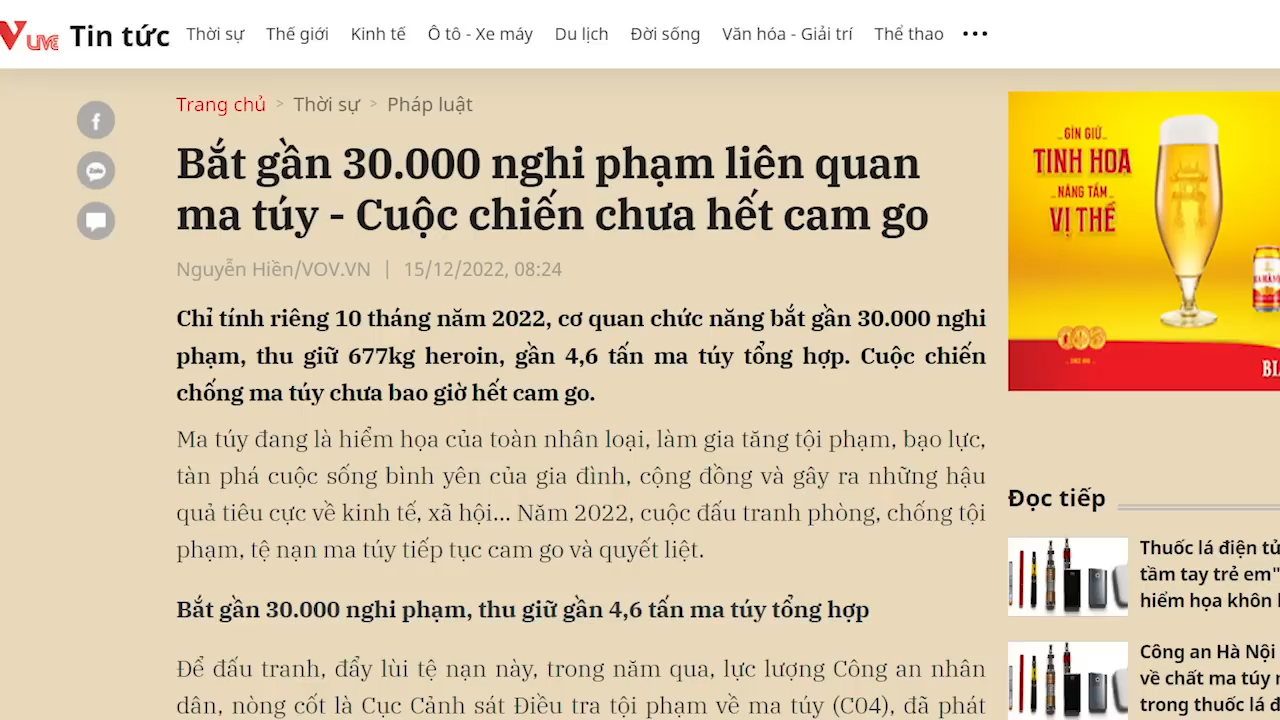 V LIVE Tin tức Thời sự Thế giới Kinh tế Ô tô - Xe máy Du lịch Đời sống Văn hóa - Giải trí Thể thao •••
Trang chủ > Thời sự > Pháp luật
Bắt gần 30.000 nghi phạm liên quan
ma túy - Cuộc chiến chưa hết cam go
Nguyễn Hiền/VOV.VN | 15/12/2022, 08:24
Chỉ tính riêng 10 tháng năm 2022, cơ quan chức năng bắt gần 30.000 nghi
phạm, thu giữ 677kg heroin, gần 4,6 tấn ma túy tổng hợp. Cuộc chiến
chống ma túy chưa bao giờ hết cam go.
Ma túy đang là hiểm họa của toàn nhân loại, làm gia tăng tội phạm, bạo lực,
tàn phá cuộc sống bình yên của gia đình, cộng đồng và gây ra những hậu
quả tiêu cực về kinh tế, xã hội... Năm 2022, cuộc đấu tranh phòng, chống tội
phạm, tệ nạn ma túy tiếp tục cam go và quyết liệt.
Bắt gần 30.000 nghi phạm, thu giữ gần 4,6 tấn ma túy tổng hợp
Để đấu tranh, đẩy lùi tệ nạn này, trong năm qua, lực lượng Công an nhân
dân, nòng cốt là Cục Cảnh sát Điều tra tội phạm về ma túy (C04), đã phát
Zalo
GÌN GIỮ
TINH HOA
NÂNG TẦM
VỊ THẾ
BI
Đọc tiếp
Thuốc lá điện tử
tầm tay trẻ em"
hiểm họa khôn
Công an Hà Nội
về chất ma túy
trong thuốc lá